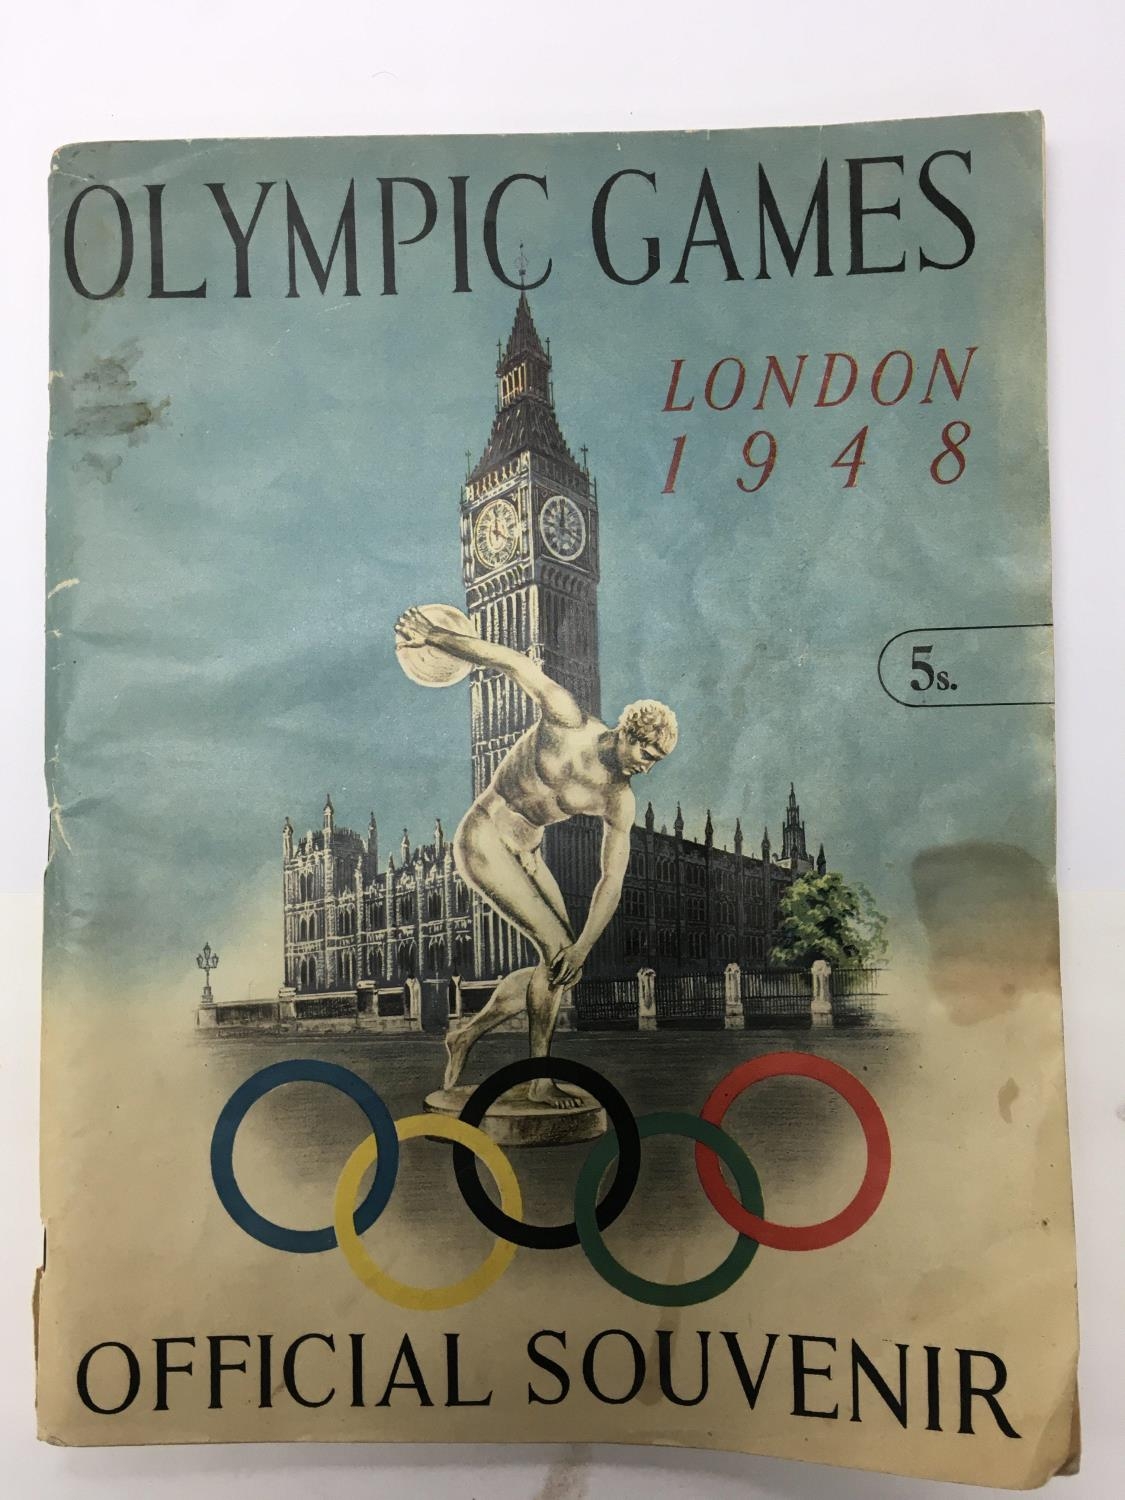 OLYMPIC GAMES
LONDON
1948
5s.
OFFICIAL SOUVENIR